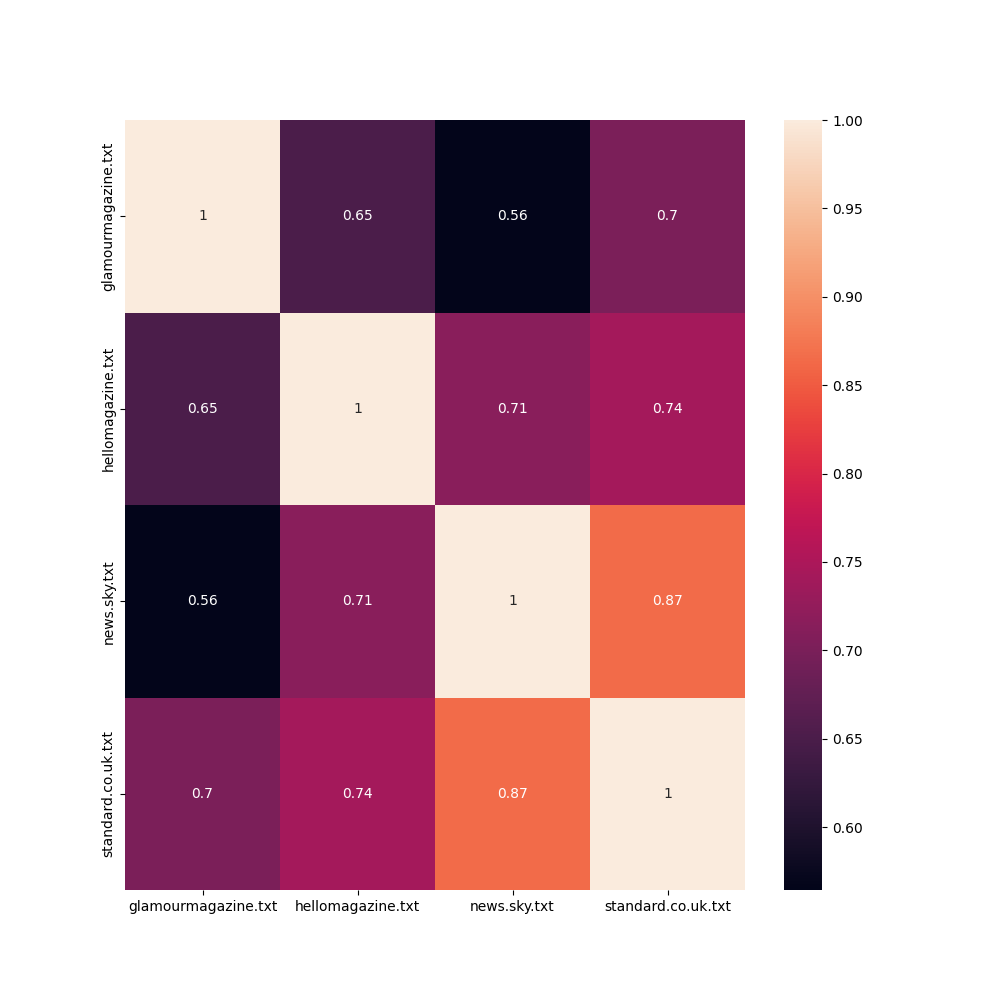 glamourmagazine.txt
1 0.65 0.56 0.7
hellomagazine.txt
0.65 1 0.71 0.74
news.sky.txt
0.56 0.71 1 0.87
standard.co.uk.txt
0.7 0.74 0.87 1
glamourmagazine.txt hellomagazine.txt news.sky.txt standard.co.uk.txt
1.00
0.95
0.90
0.85
0.80
0.75
0.70
0.65
0.60